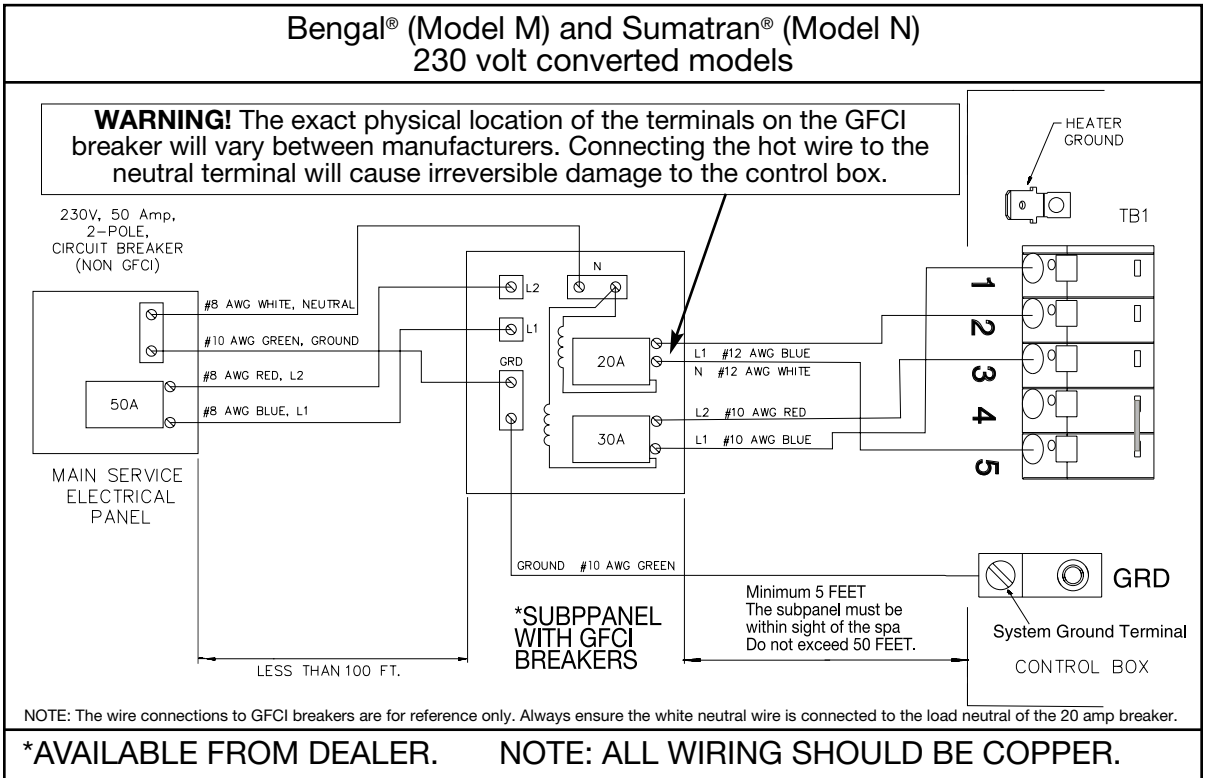 Bengal® (Model M) and Sumatran® (Model N)
230 volt converted models
WARNING! The exact physical location of the terminals on the GFCI
breaker will vary between manufacturers. Connecting the hot wire to the
neutral terminal will cause irreversible damage to the control box.
HEATER
GROUND
TB1
230V, 50 Amp,
2-POLE,
CIRCUIT BREAKER
(NON GFCI)
#8 AWG WHITE, NEUTRAL
#10 AWG GREEN, GROUND
#8 AWG RED, L2
#8 AWG BLUE, L1
50A
MAIN SERVICE
ELECTRICAL
PANEL
N
L2
L1
GRD
20A
30A
L1 #12 AWG BLUE
N #12 AWG WHITE
L2 #10 AWG RED
L1 #10 AWG BLUE
1
2
3
4
5
GROUND #10 AWG GREEN
*SUBPPANEL
WITH GFCI
BREAKERS
Minimum 5 FEET
The subpanel must be
within sight of the spa
Do not exceed 50 FEET.
GRD
System Ground Terminal
CONTROL BOX
LESS THAN 100 FT.
NOTE: The wire connections to GFCI breakers are for reference only. Always ensure the white neutral wire is connected to the load neutral of the 20 amp breaker.
*AVAILABLE FROM DEALER. NOTE: ALL WIRING SHOULD BE COPPER.